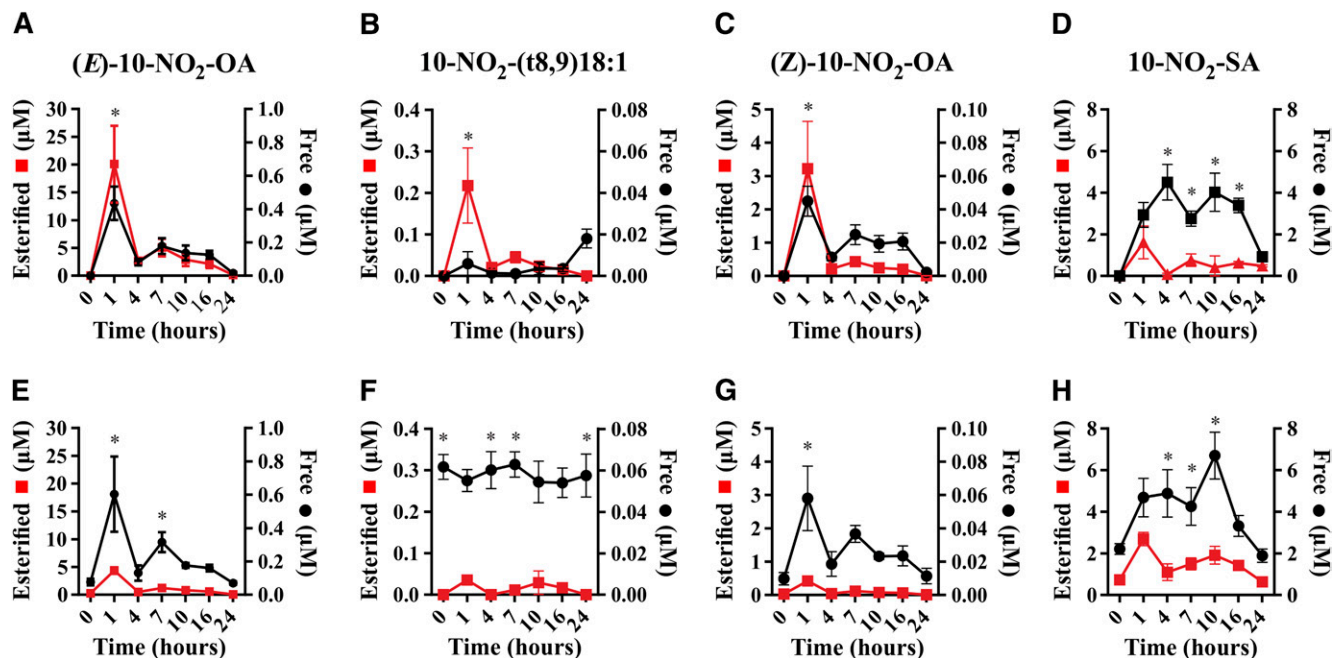 A
(E)-10-NO₂-OA
Esterified ■ (μM)
30
25
20
15
10
5
0
*
1.0
0.8
0.6
0.4
0.2
0.0
Free ● (μM)
0 1 4 7 10 16 24
Time (hours)
B
10-NO₂-(t8,9)18:1
Esterified ■ (μM)
0.4
0.3
0.2
0.1
0.0
*
0.08
0.06
0.04
0.02
0.00
Free ● (μM)
0 1 4 7 10 16 24
Time (hours)
C
(Z)-10-NO₂-OA
Esterified ■ (μM)
5
4
3
2
1
0
*
0.10
0.08
0.06
0.04
0.02
0.00
Free ● (μM)
0 1 4 7 10 16 24
Time (hours)
D
10-NO₂-SA
Esterified ■ (μM)
8
6
4
2
0
* * * *
8
6
4
2
0
Free ● (μM)
0 1 4 7 10 16 24
Time (hours)
E
Esterified ■ (μM)
30
25
20
15
10
5
0
* *
1.0
0.8
0.6
0.4
0.2
0.0
Free ● (μM)
0 1 4 7 10 16 24
Time (hours)
F
Esterified ■ (μM)
0.4
0.3
0.2
0.1
0.0
* * * *
0.08
0.06
0.04
0.02
0.00
Free ● (μM)
0 1 4 7 10 16 24
Time (hours)
G
Esterified ■ (μM)
5
4
3
2
1
0
*
0.10
0.08
0.06
0.04
0.02
0.00
Free ● (μM)
0 1 4 7 10 16 24
Time (hours)
H
Esterified ■ (μM)
8
6
4
2
0
* * *
8
6
4
2
0
Free ● (μM)
0 1 4 7 10 16 24
Time (hours)